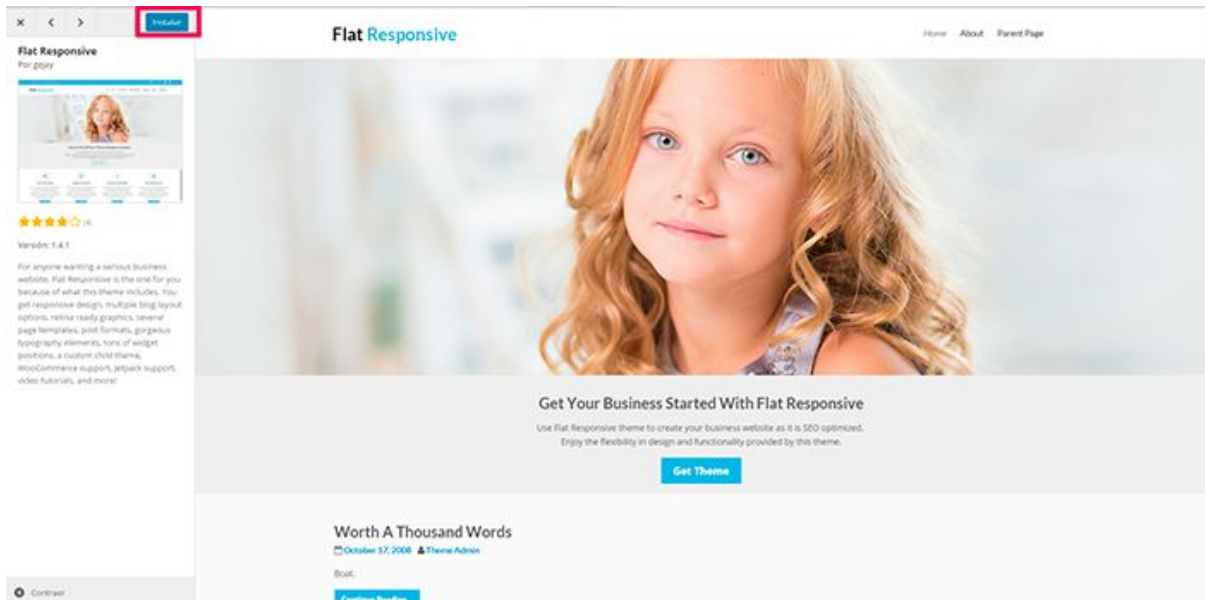 Instalar
Flat Responsive
Por gejay
(4)
Versión: 1.4.1
For anyone wanting a serious business
website, Flat Responsive is the one for you
because of what this theme includes. You
get responsive design, multiple blog layout
options, retina ready graphics, several
page templates, post formats, gorgeous
typography elements, tons of widget
positions, a custom child theme,
WooCommerce support, Jetpack support,
video tutorials, and more!
Contraer
Flat Responsive
Home About Parent Page
Get Your Business Started With Flat Responsive
Use Flat Responsive theme to create your business website as it is SEO optimized.
Enjoy the flexibility in design and functionality provided by this theme.
Get Theme
Worth A Thousand Words
October 17, 2008 Theme Admin
Boat.
Continue Reading